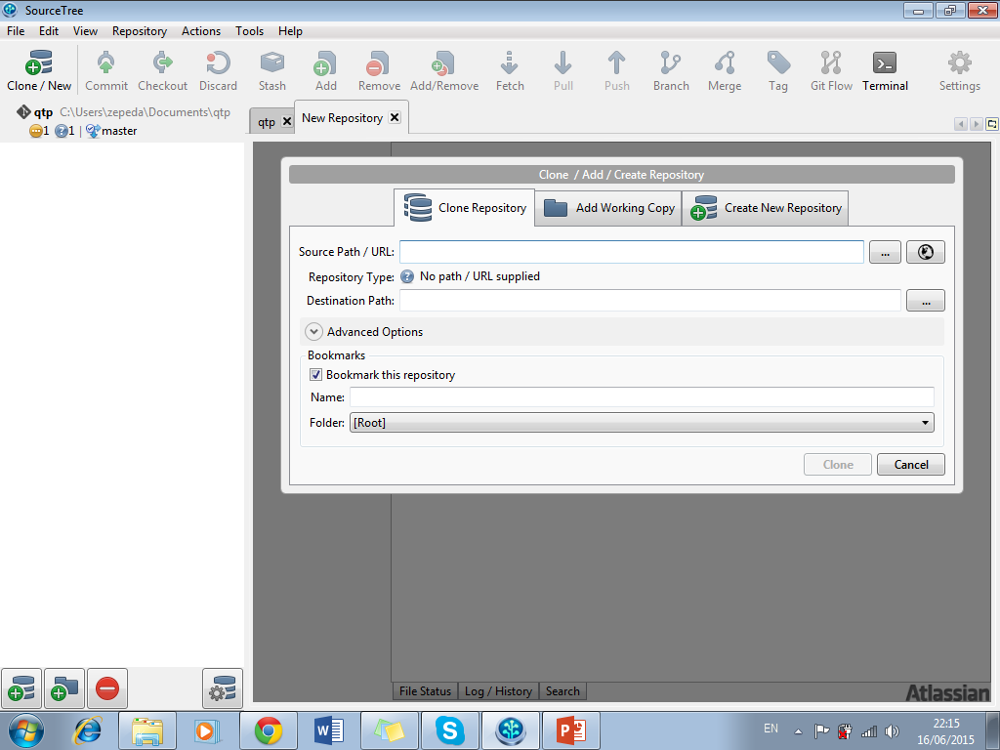 SourceTree
File Edit View Repository Actions Tools Help
Clone / New Commit Checkout Discard Stash Add Remove Add/Remove Fetch Pull Push Branch Merge Tag Git Flow Terminal Settings
qtp C:\Users\zepeda\Documents\qtp
1 1 | master
qtp New Repository
Clone / Add / Create Repository
Clone Repository Add Working Copy Create New Repository
Source Path / URL: ...
Repository Type: ? No path / URL supplied
Destination Path: ...
Advanced Options
Bookmarks
Bookmark this repository
Name:
Folder: [Root]
Clone Cancel
File Status Log / History Search
Atlassian
EN 22:15
16/06/2015